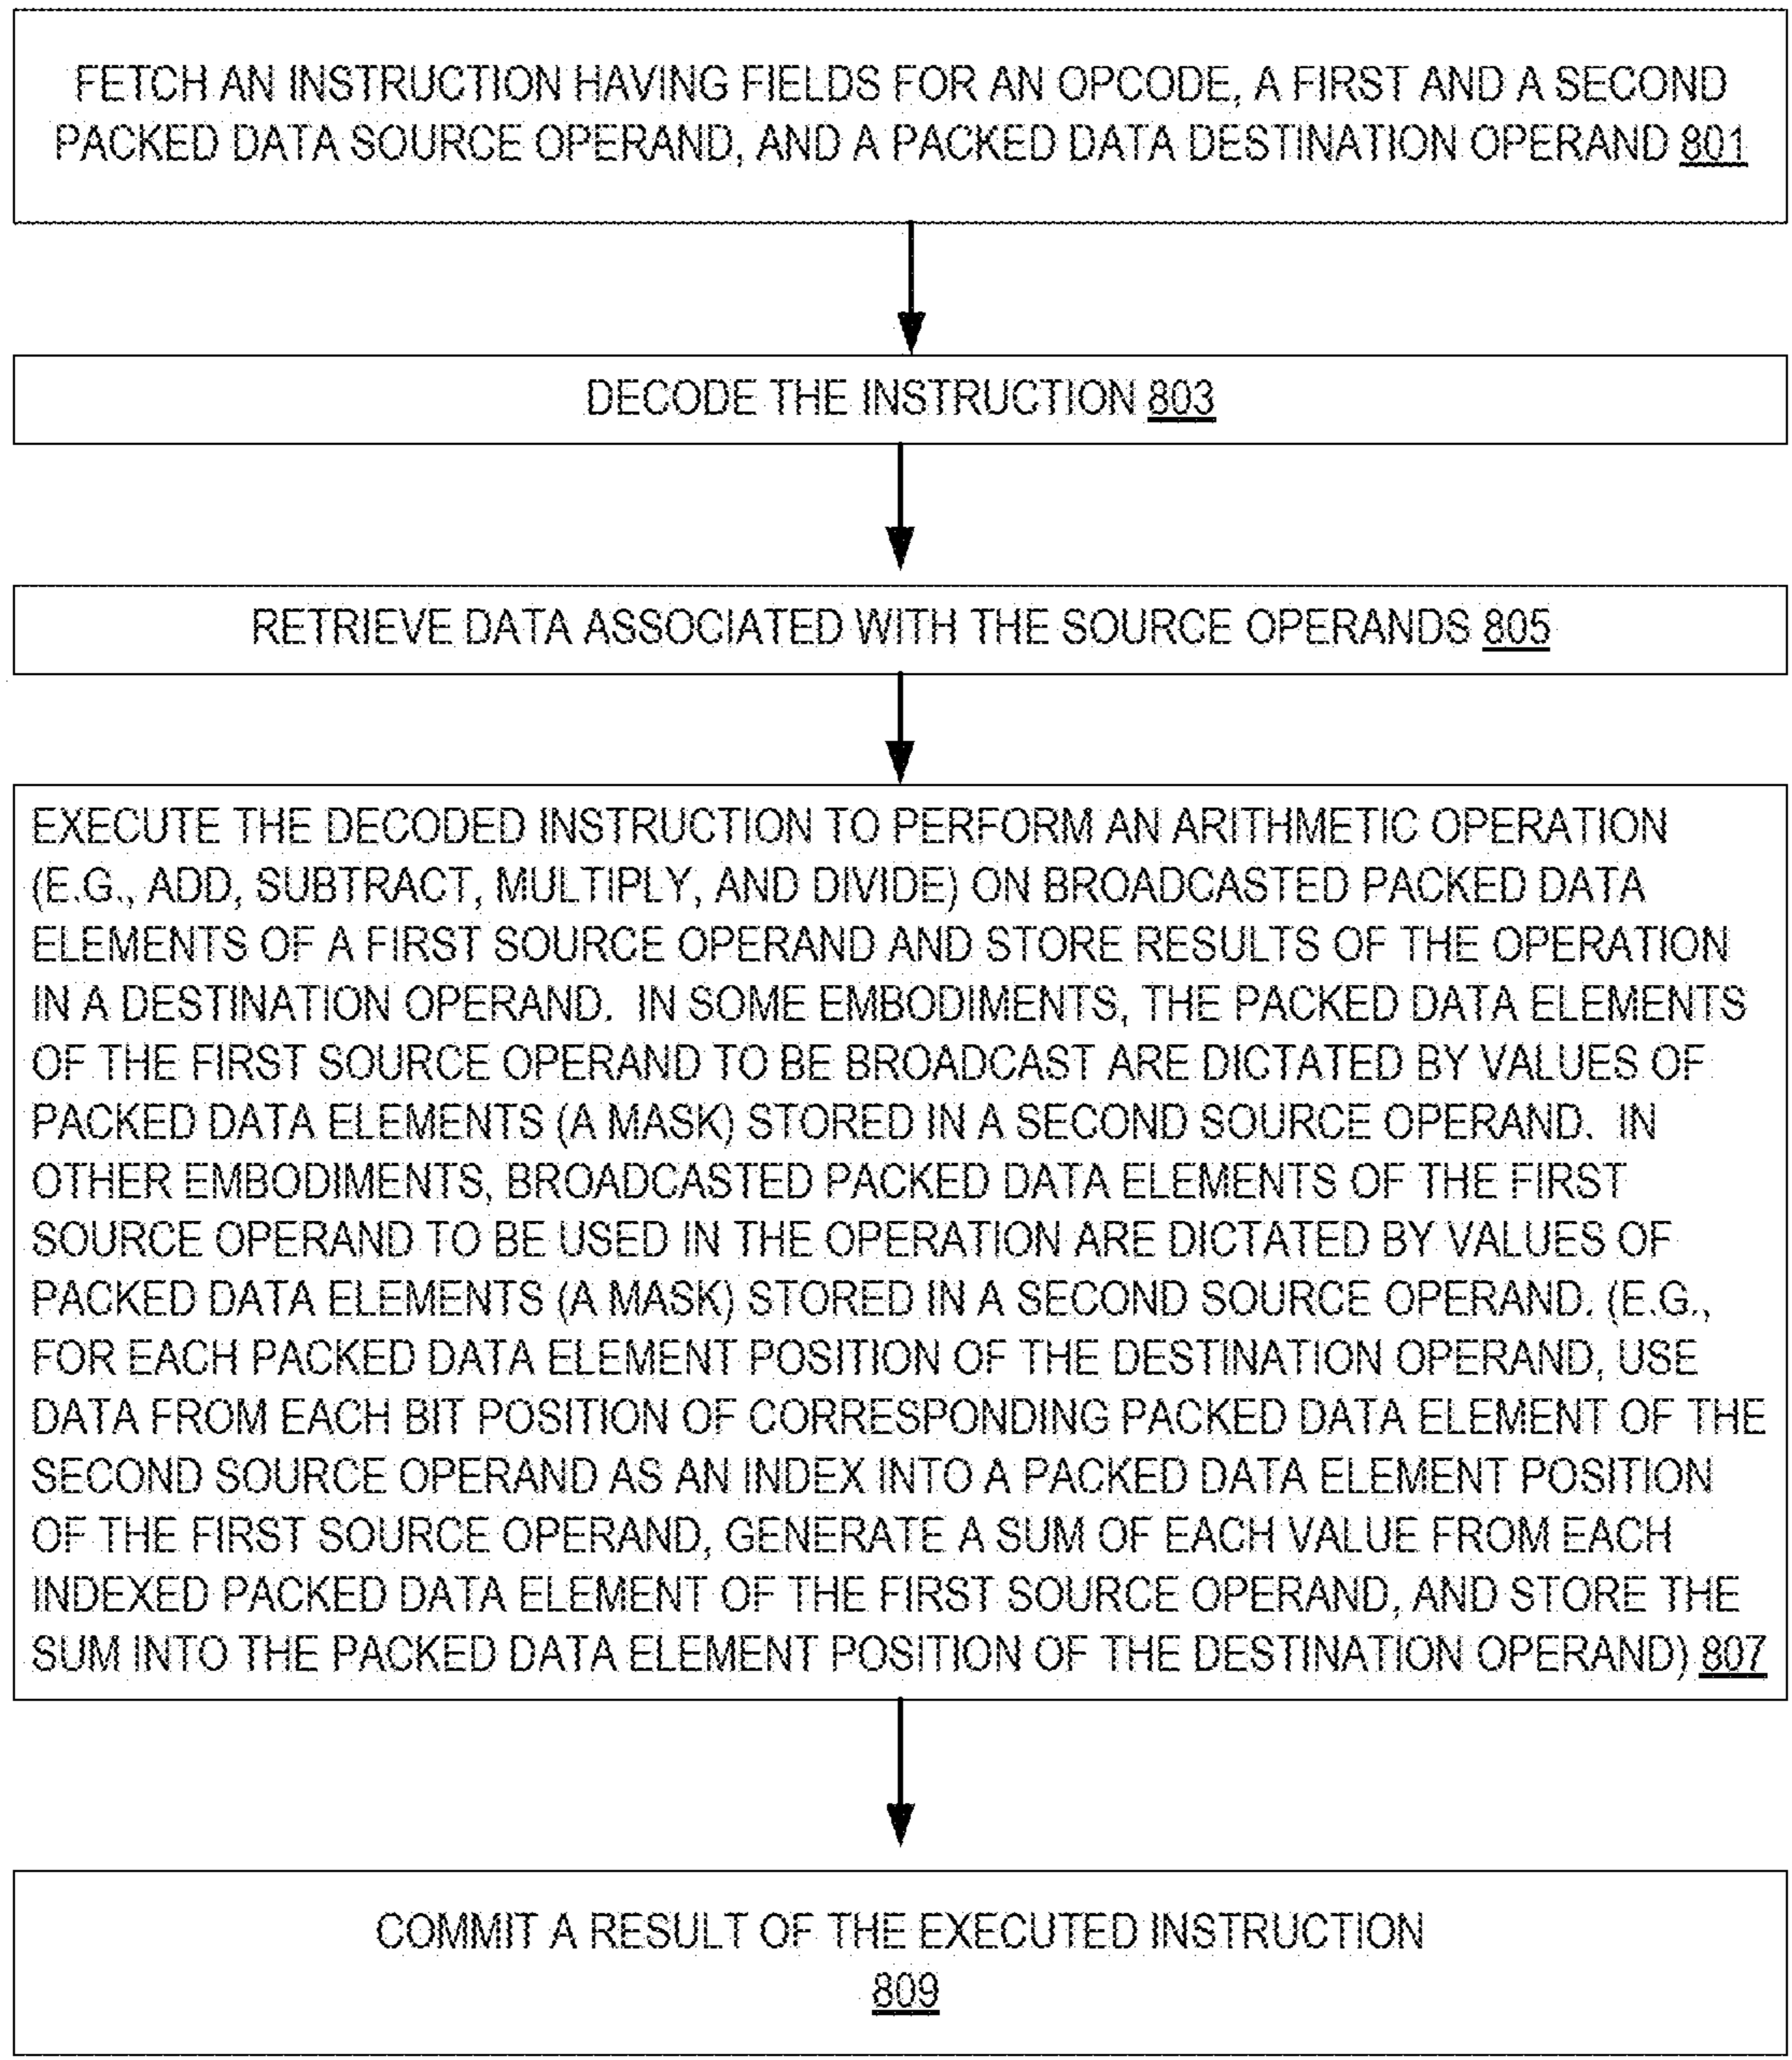 FETCH AN INSTRUCTION HAVING FIELDS FOR AN OPCODE, A FIRST AND A SECOND
PACKED DATA SOURCE OPERAND, AND A PACKED DATA DESTINATION OPERAND 801
DECODE THE INSTRUCTION 803
RETRIEVE DATA ASSOCIATED WITH THE SOURCE OPERANDS 805
EXECUTE THE DECODED INSTRUCTION TO PERFORM AN ARITHMETIC OPERATION
(E.G., ADD, SUBTRACT, MULTIPLY, AND DIVIDE) ON BROADCASTED PACKED DATA
ELEMENTS OF A FIRST SOURCE OPERAND AND STORE RESULTS OF THE OPERATION
IN A DESTINATION OPERAND. IN SOME EMBODIMENTS, THE PACKED DATA ELEMENTS
OF THE FIRST SOURCE OPERAND TO BE BROADCAST ARE DICTATED BY VALUES OF
PACKED DATA ELEMENTS (A MASK) STORED IN A SECOND SOURCE OPERAND. IN
OTHER EMBODIMENTS, BROADCASTED PACKED DATA ELEMENTS OF THE FIRST
SOURCE OPERAND TO BE USED IN THE OPERATION ARE DICTATED BY VALUES OF
PACKED DATA ELEMENTS (A MASK) STORED IN A SECOND SOURCE OPERAND. (E.G.,
FOR EACH PACKED DATA ELEMENT POSITION OF THE DESTINATION OPERAND, USE
DATA FROM EACH BIT POSITION OF CORRESPONDING PACKED DATA ELEMENT OF THE
SECOND SOURCE OPERAND AS AN INDEX INTO A PACKED DATA ELEMENT POSITION
OF THE FIRST SOURCE OPERAND, GENERATE A SUM OF EACH VALUE FROM EACH
INDEXED PACKED DATA ELEMENT OF THE FIRST SOURCE OPERAND, AND STORE THE
SUM INTO THE PACKED DATA ELEMENT POSITION OF THE DESTINATION OPERAND) 807
COMMIT A RESULT OF THE EXECUTED INSTRUCTION
809